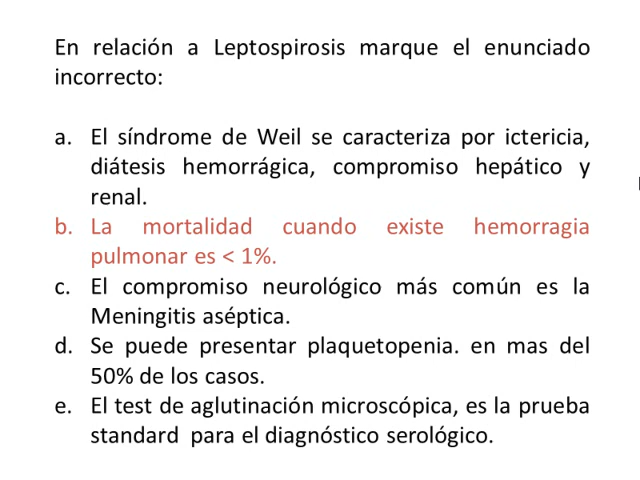 En relación a Leptospirosis marque el enunciado
incorrecto:
a. El síndrome de Weil se caracteriza por ictericia,
diátesis hemorrágica, compromiso hepático y
renal.
b. La mortalidad cuando existe hemorragia
pulmonar es < 1%.
c. El compromiso neurológico más común es la
Meningitis aséptica.
d. Se puede presentar plaquetopenia. en mas del
50% de los casos.
e. El test de aglutinación microscópica, es la prueba
standard para el diagnóstico serológico.